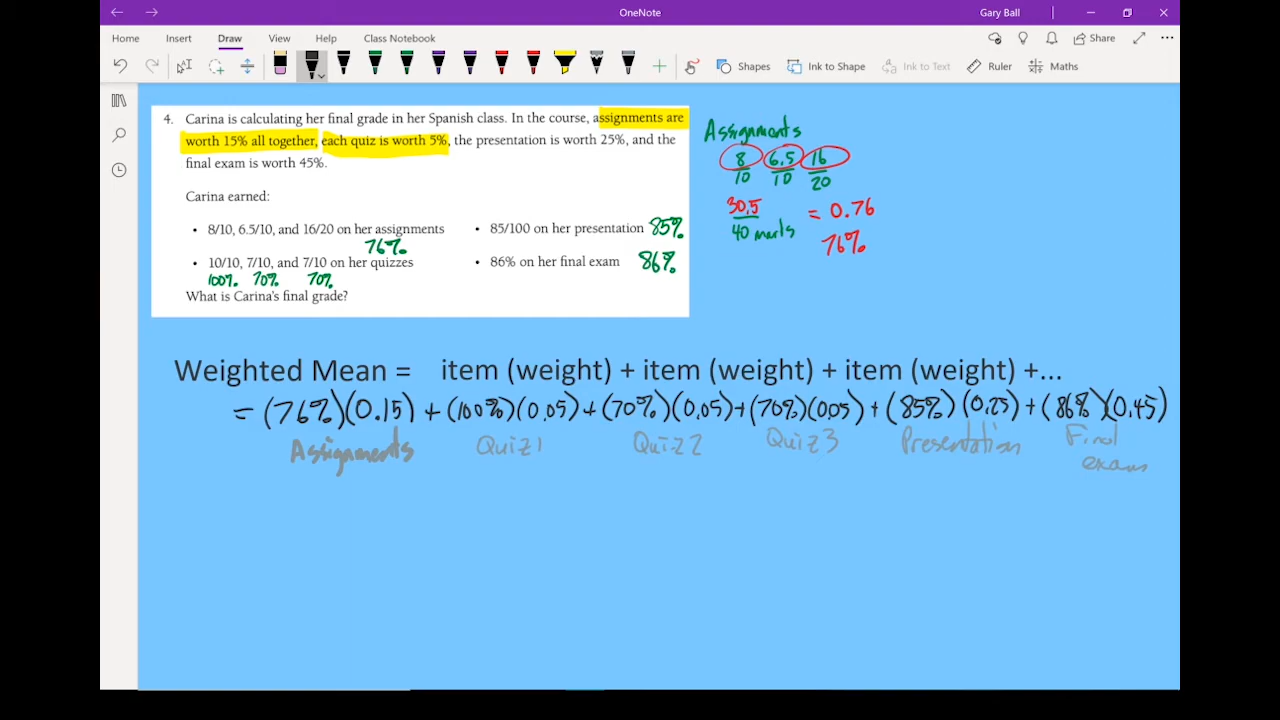 OneNote
Gary Ball
Home Insert Draw View Help Class Notebook
Share
Shapes Ink to Shape Ink to Text Ruler Maths
4. Carina is calculating her final grade in her Spanish class. In the course, assignments are
worth 15% all together, each quiz is worth 5%, the presentation is worth 25%, and the
final exam is worth 45%.
Carina earned:
• 8/10, 6.5/10, and 16/20 on her assignments
76%
• 10/10, 7/10, and 7/10 on her quizzes
100% 70% 70%
• 85/100 on her presentation 85%
• 86% on her final exam 86%
What is Carina's final grade?
Assignments
8 6.5 16
10 10 20
30.5 = 0.76
40 marks 76%
Weighted Mean = item (weight) + item (weight) + item (weight) +...
= (76%)(0.15) + (100%)(0.05) + (70%)(0.05) + (70%)(0.05) + (85%)(0.25) + (86%)(0.45)
Assignments Quiz1 Quiz2 Quiz3 Presentation Final
exam